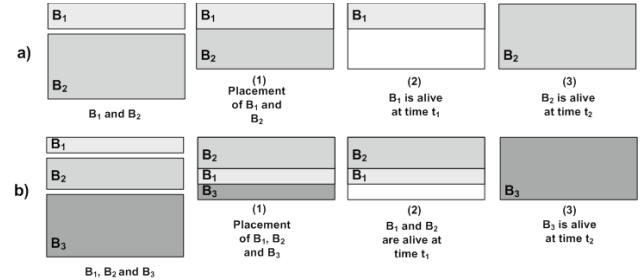 a)
B₁
B₂
B₁ and B₂
B₁
B₂
(1)
Placement
of B₁ and
B₂
B₁
(2)
B₁ is alive
at time t₁
B₂
(3)
B₂ is alive
at time t₂
b)
B₁
B₂
B₃
B₁, B₂ and B₃
B₂
B₁
B₃
(1)
Placement
of B₁, B₂
and B₃
B₂
B₁
(2)
B₁ and B₂
are alive at
time t₁
B₃
(3)
B₃ is alive
at time t₂